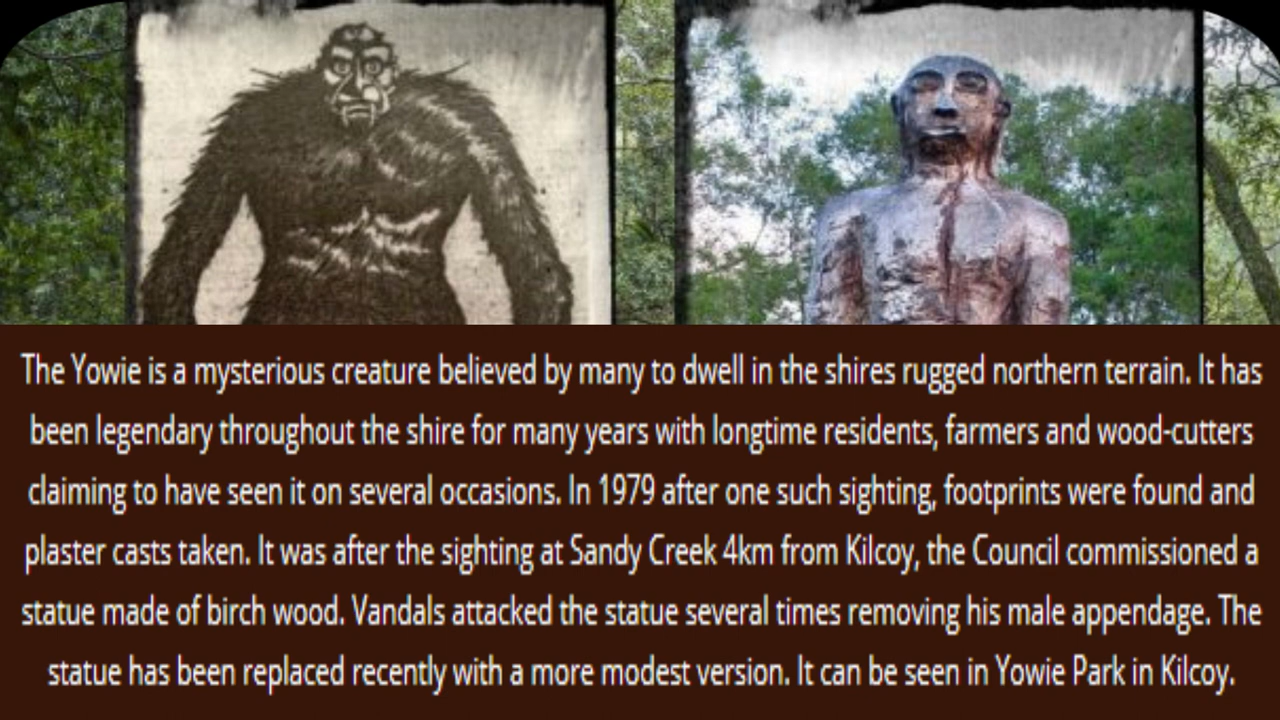 The Yowie is a mysterious creature believed by many to dwell in the shires rugged northern terrain. It has
been legendary throughout the shire for many years with longtime residents, farmers and wood-cutters
claiming to have seen it on several occasions. In 1979 after one such sighting, footprints were found and
plaster casts taken. It was after the sighting at Sandy Creek 4km from Kilcoy, the Council commissioned a
statue made of birch wood. Vandals attacked the statue several times removing his male appendage. The
statue has been replaced recently with a more modest version. It can be seen in Yowie Park in Kilcoy.